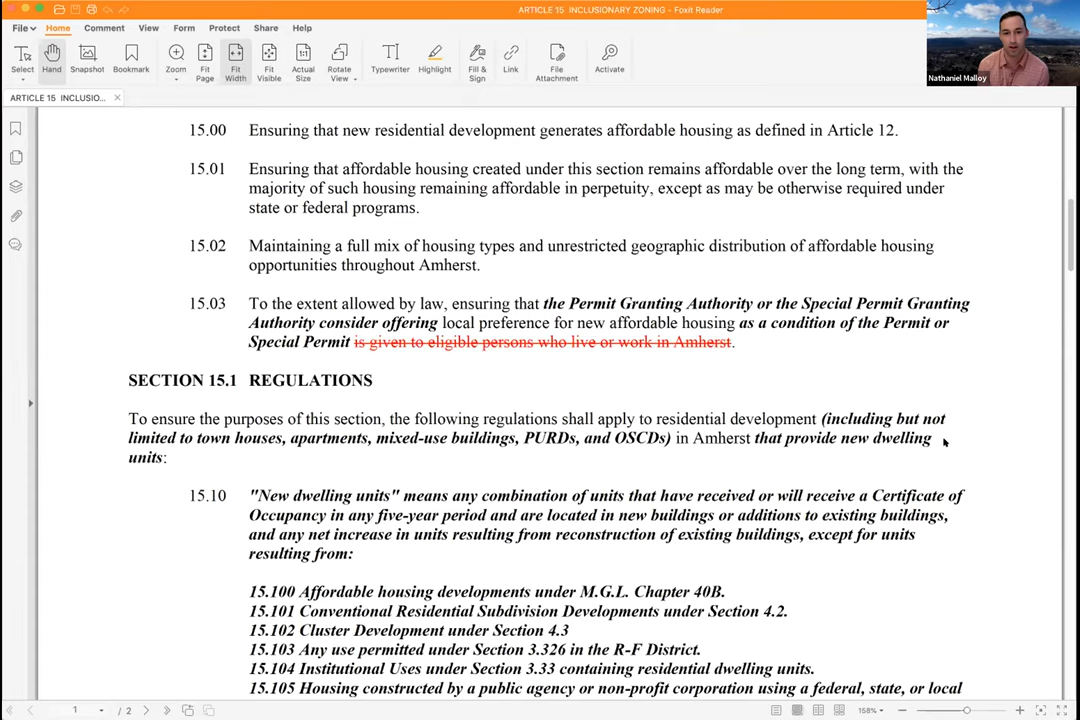 ARTICLE 15 INCLUSIONARY ZONING - Foxit Reader
File Home Comment View Form Protect Share Help
Select Hand Snapshot Bookmark Zoom Fit Page Fit Width Fit Visible Actual Size Rotate View Typewriter Highlight Fill & Sign Link File Attachment Activate
Nathaniel Malloy
ARTICLE 15 INCLUSIO...
15.00 Ensuring that new residential development generates affordable housing as defined in Article 12.
15.01 Ensuring that affordable housing created under this section remains affordable over the long term, with the
majority of such housing remaining affordable in perpetuity, except as may be otherwise required under
state or federal programs.
15.02 Maintaining a full mix of housing types and unrestricted geographic distribution of affordable housing
opportunities throughout Amherst.
15.03 To the extent allowed by law, ensuring that the Permit Granting Authority or the Special Permit Granting
Authority consider offering local preference for new affordable housing as a condition of the Permit or
Special Permit is given to eligible persons who live or work in Amherst.
SECTION 15.1 REGULATIONS
To ensure the purposes of this section, the following regulations shall apply to residential development (including but not
limited to town houses, apartments, mixed-use buildings, PURDs, and OSCDs) in Amherst that provide new dwelling
units:
15.10 "New dwelling units" means any combination of units that have received or will receive a Certificate of
Occupancy in any five-year period and are located in new buildings or additions to existing buildings,
and any net increase in units resulting from reconstruction of existing buildings, except for units
resulting from:
15.100 Affordable housing developments under M.G.L. Chapter 40B.
15.101 Conventional Residential Subdivision Developments under Section 4.2.
15.102 Cluster Development under Section 4.3
15.103 Any use permitted under Section 3.326 in the R-F District.
15.104 Institutional Uses under Section 3.33 containing residential dwelling units.
15.105 Housing constructed by a public agency or non-profit corporation using a federal, state, or local
1 / 2 158%